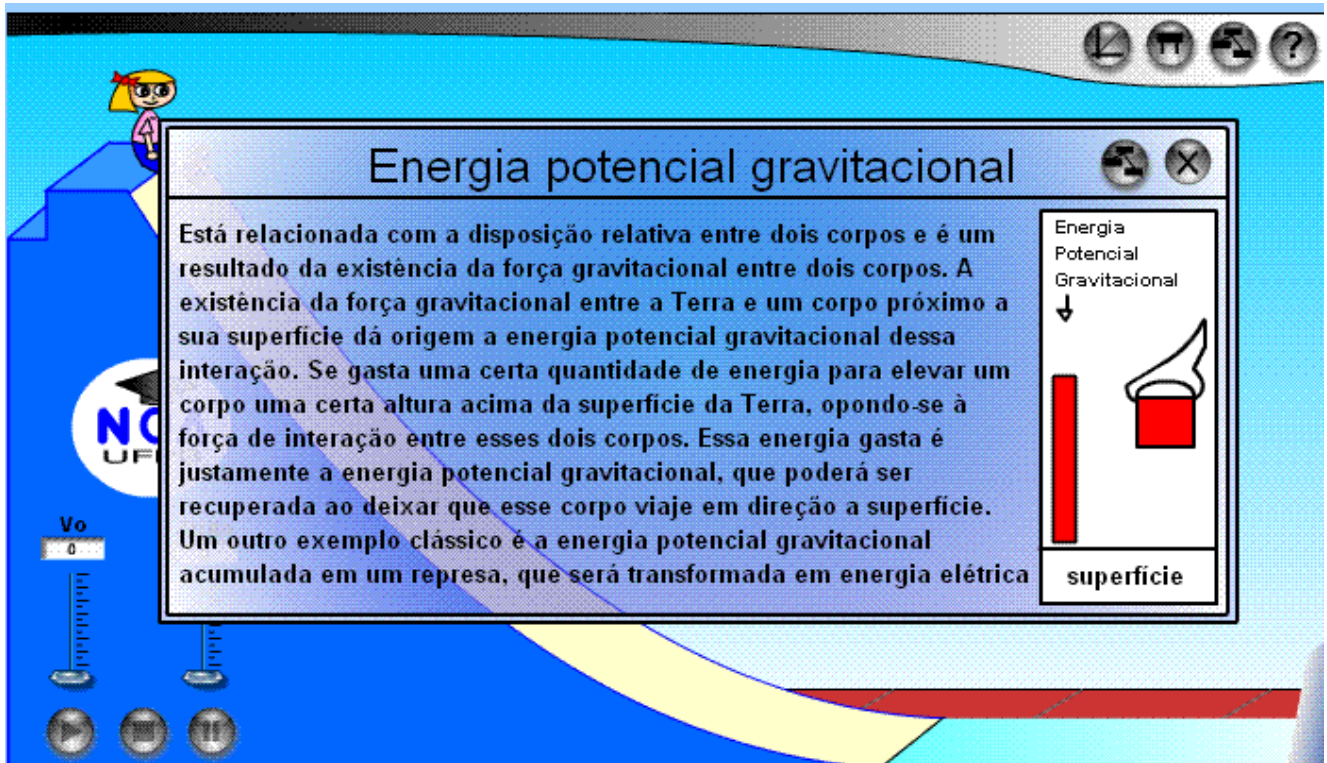 Energia potencial gravitacional
Está relacionada com a disposição relativa entre dois corpos e é um
resultado da existência da força gravitacional entre dois corpos. A
existência da força gravitacional entre a Terra e um corpo próximo a
sua superfície dá origem a energia potencial gravitacional dessa
interação. Se gasta uma certa quantidade de energia para elevar um
corpo uma certa altura acima da superfície da Terra, opondo-se à
força de interação entre esses dois corpos. Essa energia gasta é
justamente a energia potencial gravitacional, que poderá ser
recuperada ao deixar que esse corpo viaje em direção a superfície.
Um outro exemplo clássico é a energia potencial gravitacional
acumulada em um represa, que será transformada em energia elétrica
Energia
Potencial
Gravitacional
superfície
Vo
0
?